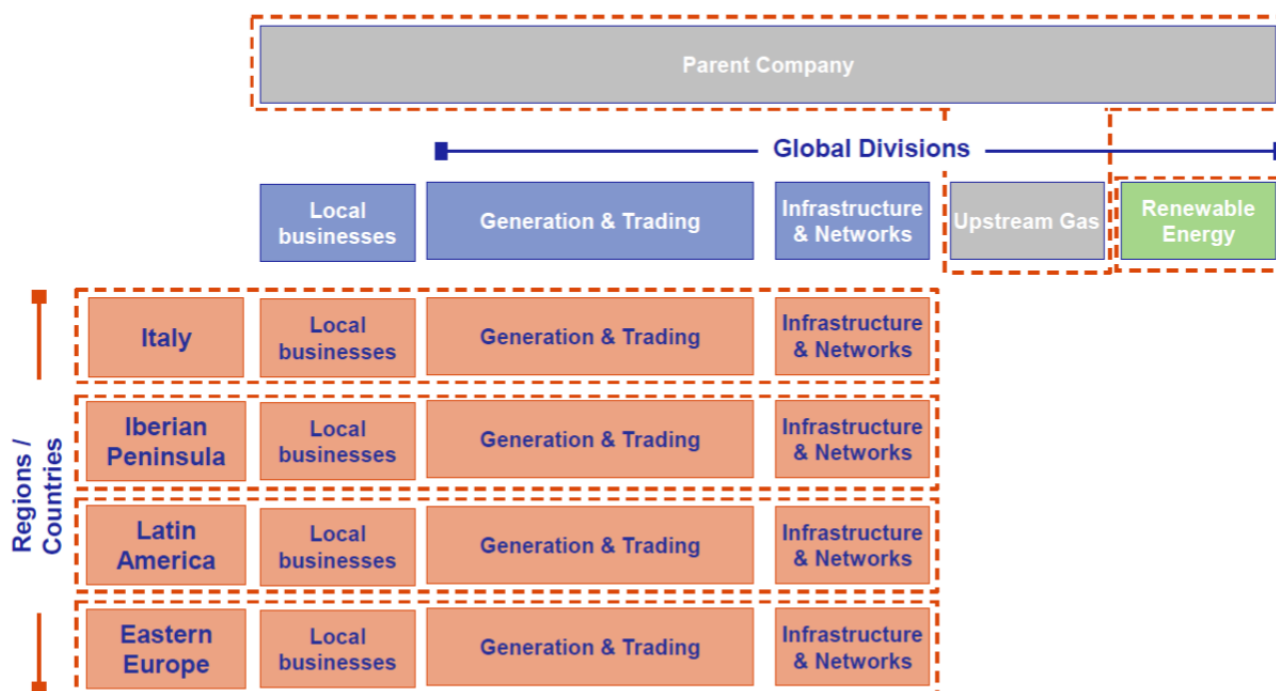 Parent Company
Global Divisions
Local
businesses
Generation & Trading
Infrastructure
& Networks
Upstream Gas
Renewable
Energy
Regions /
Countries
Italy
Local
businesses
Generation & Trading
Infrastructure
& Networks
Iberian
Peninsula
Local
businesses
Generation & Trading
Infrastructure
& Networks
Latin
America
Local
businesses
Generation & Trading
Infrastructure
& Networks
Eastern
Europe
Local
businesses
Generation & Trading
Infrastructure
& Networks